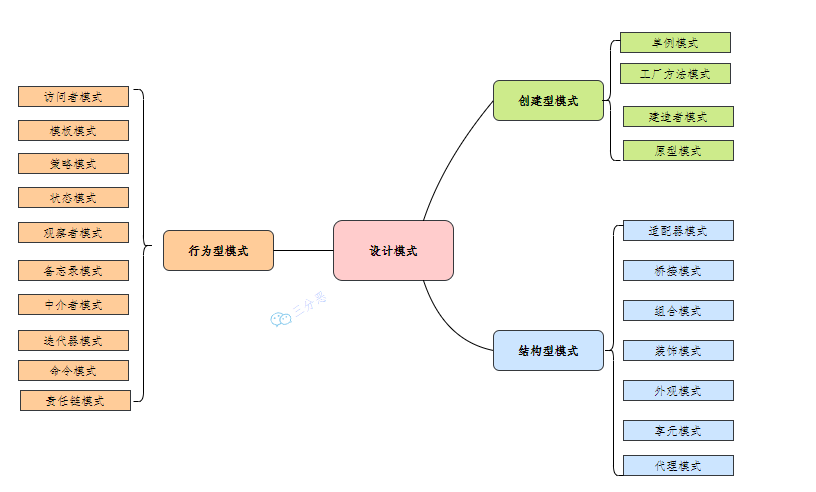 设计模式
创建型模式
单例模式
工厂方法模式
建造者模式
原型模式
结构型模式
适配器模式
桥接模式
组合模式
装饰模式
外观模式
享元模式
代理模式
行为型模式
访问者模式
模板模式
策略模式
状态模式
观察者模式
备忘录模式
中介者模式
迭代器模式
命令模式
责任链模式
三分恶